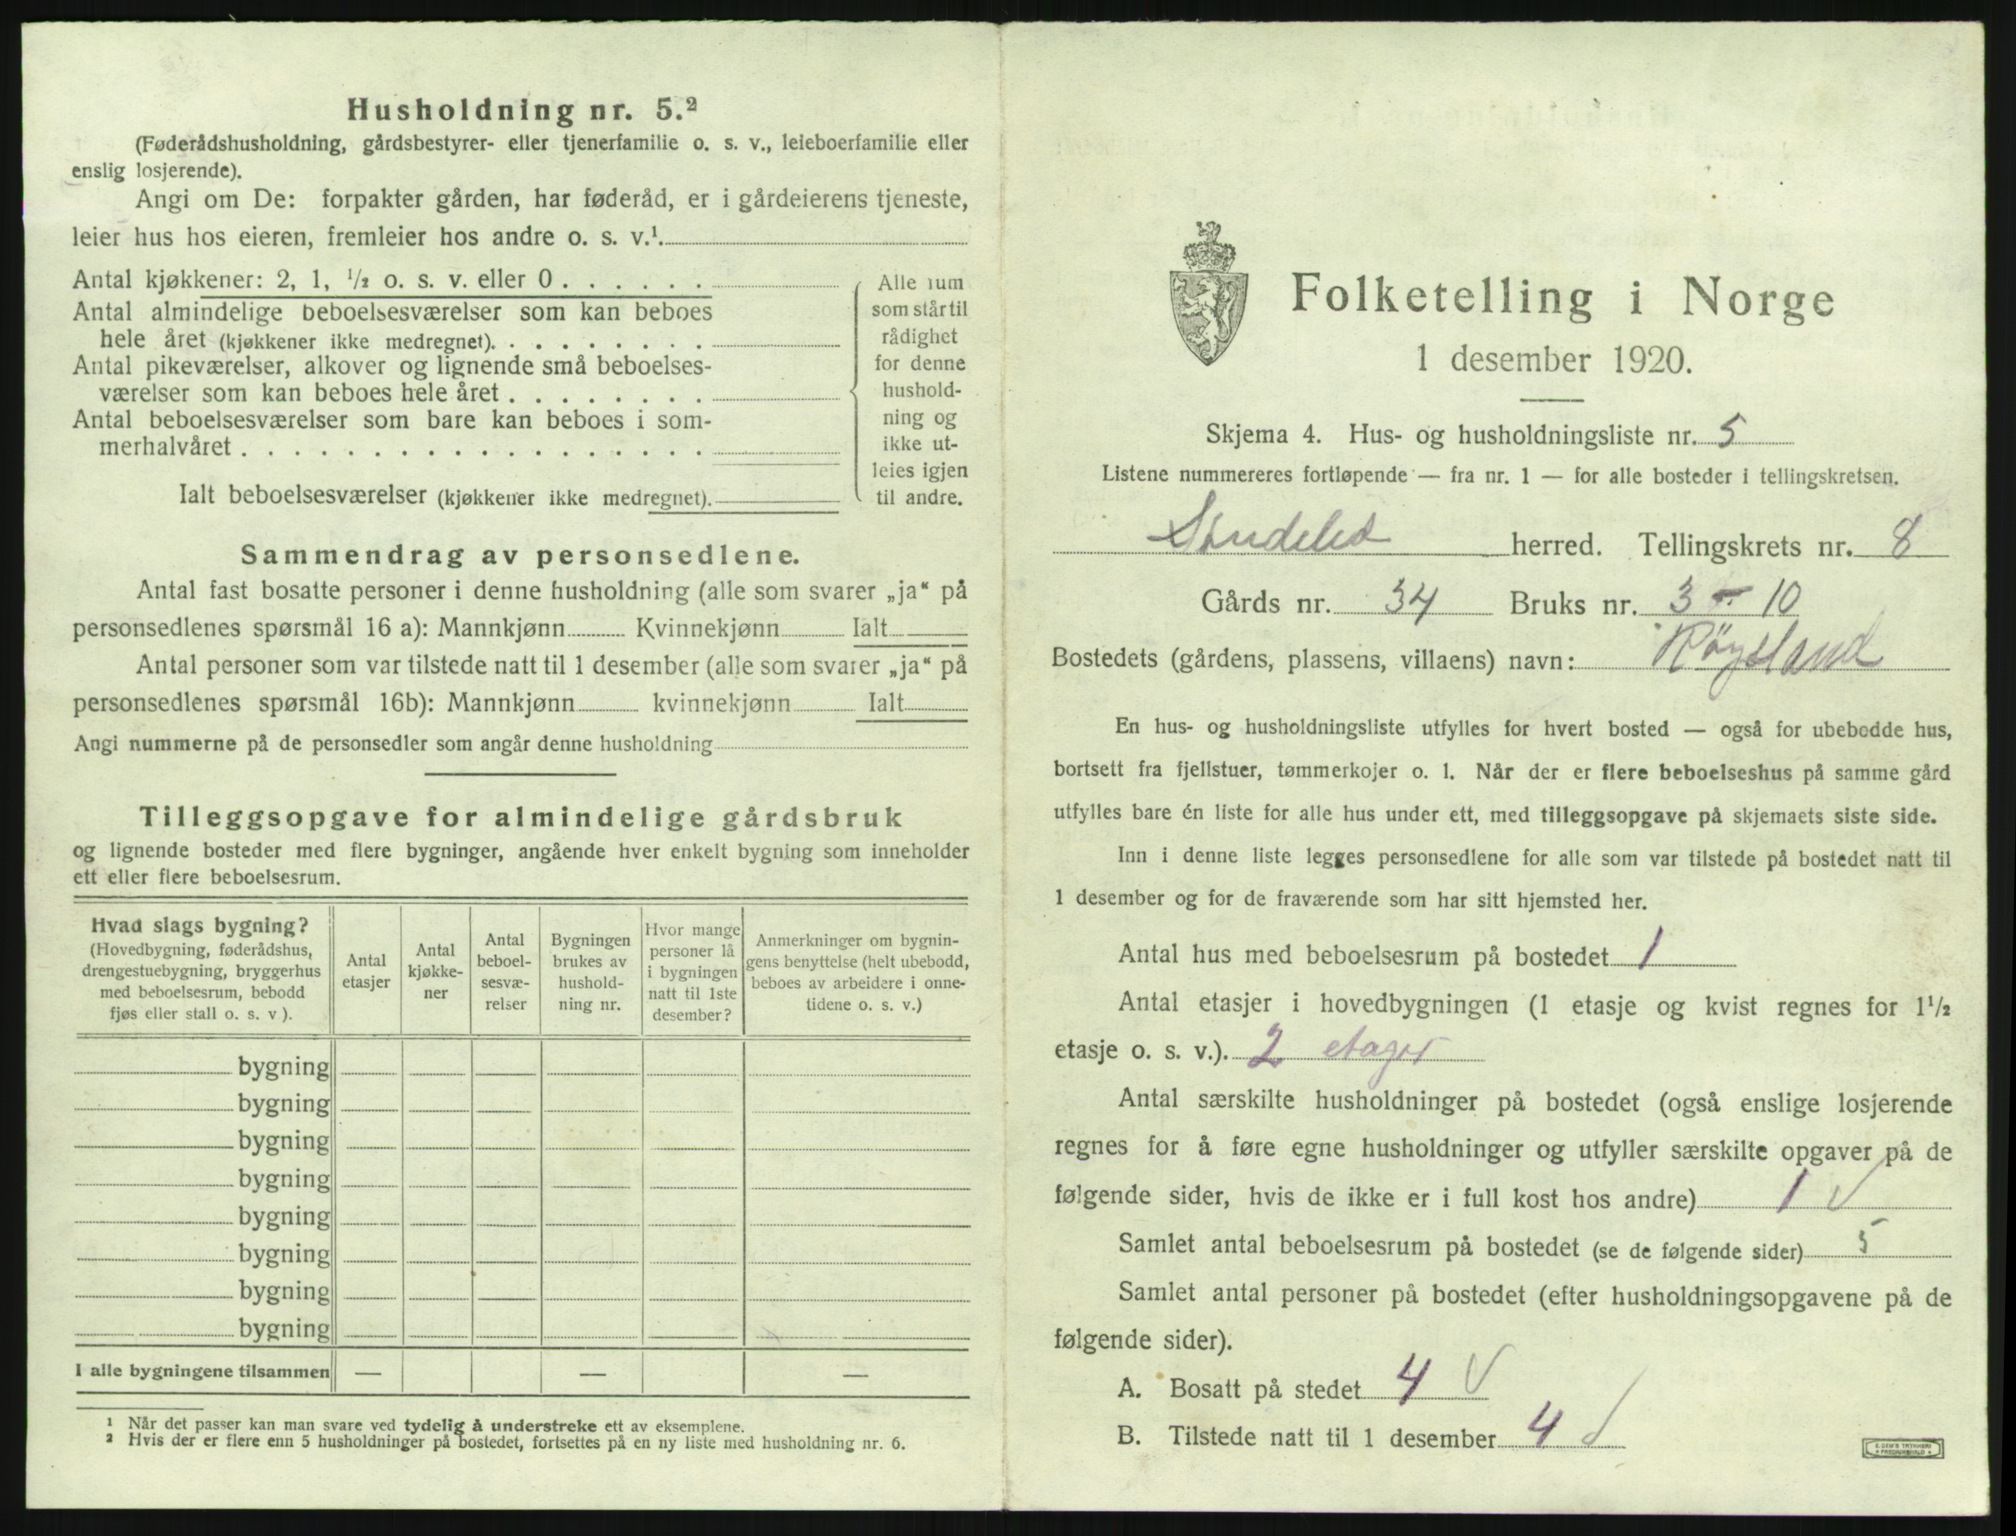 Husholdning nr. 5.²
(Føderådshusholdning, gårdsbestyrer- eller tjenerfamilie o. s. v., leieboerfamilie eller
enslig losjerende).
Angi om De: forpakter gården, har føderåd, er i gårdeierens tjeneste,
leier hus hos eieren, fremleier hos andre o. s. v.¹.
Antal kjøkkener: 2, 1, ½ o. s. v. eller 0 . . . . . .
Antal almindelige beboelsesværelser som kan beboes
hele året (kjøkkener ikke medregnet). . . . . . . . .
Antal pikeværelser, alkover og lignende små beboelses-
værelser som kan beboes hele året . . . . . . . .
Antal beboelsesværelser som bare kan beboes i som-
merhalvåret . . . . . . . . . . . . . . . . . .
Ialt beboelsesværelser (kjøkkener ikke medregnet).
Alle rum
som står til
rådighet
for denne
hushold-
ning og
ikke ut-
leies igjen
til andre.
Sammendrag av personsedlene.
Antal fast bosatte personer i denne husholdning (alle som svarer „ja“ på
personsedlenes spørsmål 16 a): Mannkjønn Kvinnekjønn Ialt
Antal personer som var tilstede natt til 1 desember (alle som svarer „ja“ på
personsedlenes spørsmål 16b): Mannkjønn kvinnekjønn Ialt
Angi nummerne på de personsedler som angår denne husholdning
Tilleggsopgave for almindelige gårdsbruk
og lignende bosteder med flere bygninger, angående hver enkelt bygning som inneholder
ett eller flere beboelsesrum.
Hvad slags bygning?
(Hovedbygning, føderådshus,
drengestuebygning, bryggerhus
med beboelsesrum, bebodd
fjøs eller stall o. s. v ).
Antal
etasjer
Antal
kjøkke-
ner
Antal
beboel-
sesvæ-
relser
Bygningen
brukes av
hushold-
ning nr.
Hvor mange
personer lå
i bygningen
natt til 1ste
desember?
Anmerkninger om bygnin-
gens benyttelse (helt ubebodd,
beboes av arbeidere i onne-
tidene o. s. v.)
bygning
bygning
bygning
bygning
bygning
bygning
bygning
bygning
I alle bygningene tilsammen — — —
¹ Når det passer kan man svare ved tydelig å understreke ett av eksemplene.
² Hvis der er flere enn 5 husholdninger på bostedet, fortsettes på en ny liste med husholdning nr. 6.
Folketelling i Norge
1 desember 1920.
Skjema 4. Hus- og husholdningsliste nr. 5
Listene nummereres fortløpende — fra nr. 1 — for alle bosteder i tellingskretsen.
Søndeled herred. Tellingskrets nr. 8
Gårds nr. 34 Bruks nr. 3 - 10
Bostedets (gårdens, plassens, villaens) navn: Røysland
En hus- og husholdningsliste utfylles for hvert bosted — også for ubebodde hus,
bortsett fra fjellstuer, tømmerkojer o. l. Når der er flere beboelseshus på samme gård
utfylles bare én liste for alle hus under ett, med tilleggsopgave på skjemaets siste side.
Inn i denne liste legges personsedlene for alle som var tilstede på bostedet natt til
1 desember og for de fraværende som har sitt hjemsted her.
Antal hus med beboelsesrum på bostedet 1
Antal etasjer i hovedbygningen (1 etasje og kvist regnes for 1½
etasje o. s. v.). 2 etager
Antal særskilte husholdninger på bostedet (også enslige losjerende
regnes for å føre egne husholdninger og utfyller særskilte opgaver på de
følgende sider, hvis de ikke er i full kost hos andre) 1 √
Samlet antal beboelsesrum på bostedet (se de følgende sider) 5
Samlet antal personer på bostedet (efter husholdningsopgavene på de
følgende sider).
A. Bosatt på stedet 4 √
B. Tilstede natt til 1 desember 4 √